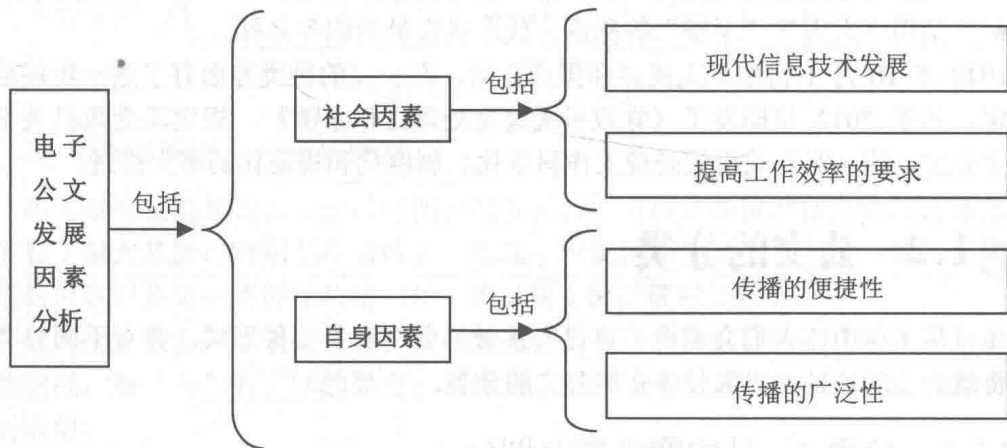 电子
公文
发展
因素
分析
包括
社会因素
包括
现代信息技术发展
提高工作效率的要求
自身因素
包括
传播的便捷性
传播的广泛性